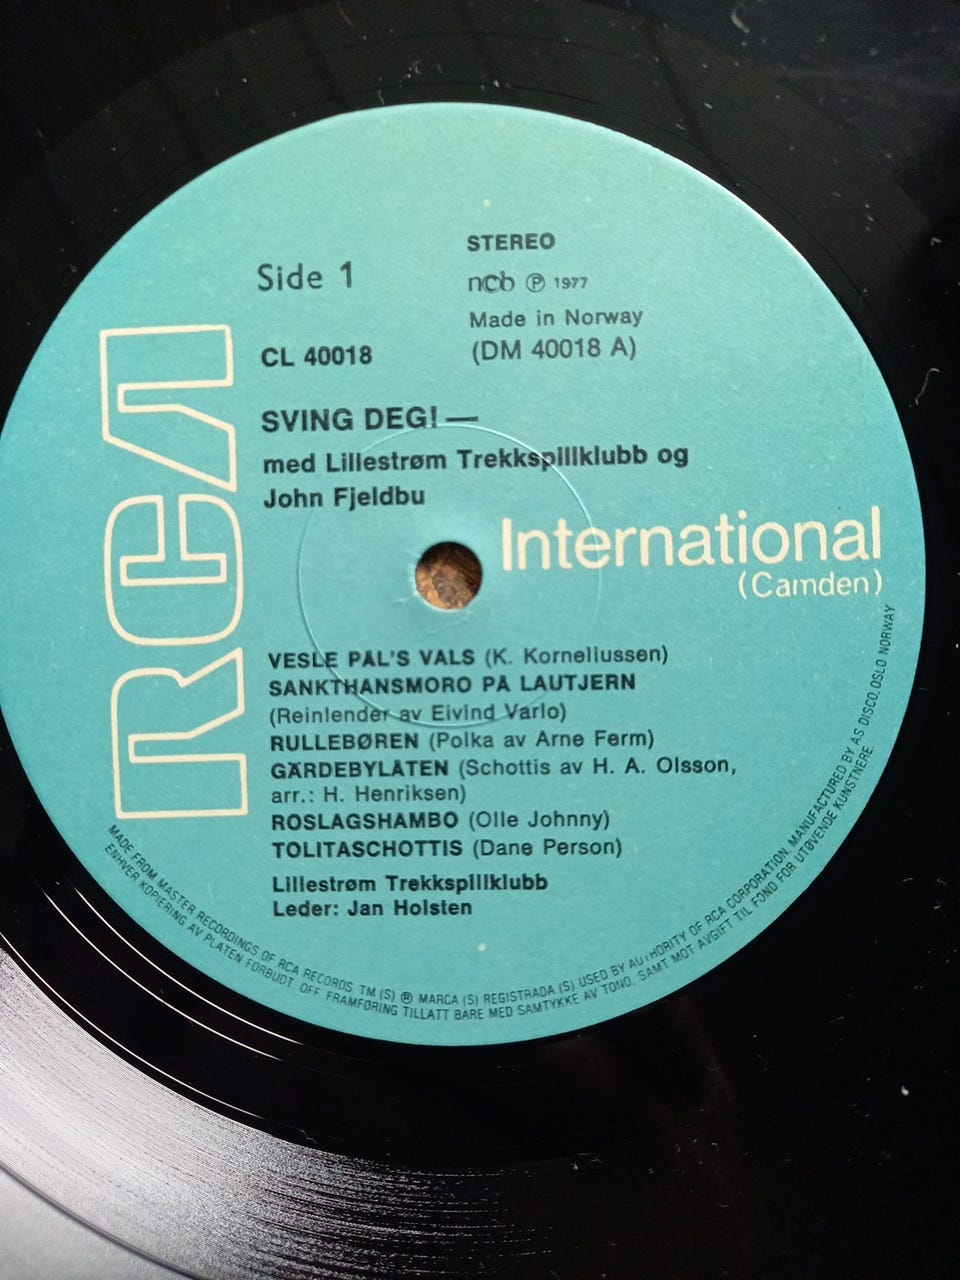 STEREO
Side 1
ncb ℗ 1977
Made in Norway
CL 40018
(DM 40018 A)
SVING DEG! —
med Lillestrøm Trekkspillklubb og
John Fjeldbu
RCA
International
(Camden)
VESLE PÅL'S VALS (K. Korneliussen)
SANKTHANSMORO PÅ LAUTJERN
(Reinlender av Eivind Varlo)
RULLEBØREN (Polka av Arne Ferm)
GÄRDEBYLÅTEN (Schottis av H. A. Olsson,
arr.: H. Henriksen)
ROSLAGSHAMBO (Olle Johnny)
TOLITASCHOTTIS (Dane Person)
Lillestrøm Trekkspillklubb
Leder: Jan Holsten
MADE FROM MASTER RECORDINGS OF RCA RECORDS. TM (S) ® MARCA (S) REGISTRADA (S) USED BY AUTHORITY OF RCA CORPORATION. MANUFACTURED BY AS DISCO, OSLO NORWAY
ENHVER KOPIERING AV PLATEN FORBUDT. OFF FRAMFØRING TILLATT BARE MED SAMTYKKE AV TONO, SAMT MOT AVGIFT TIL FOND FOR UTØVENDE KUNSTNERE.